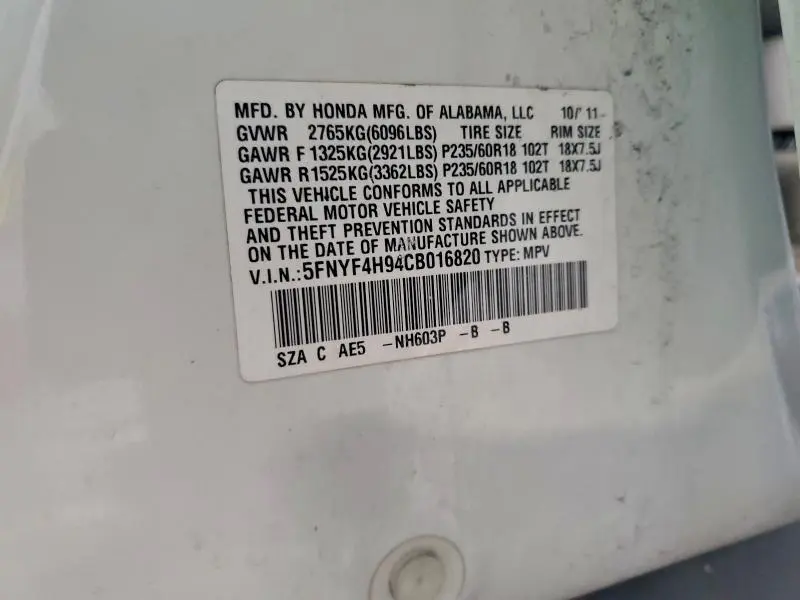 MFD. BY HONDA MFG. OF ALABAMA, LLC 10/'11
GVWR 2765KG(6096LBS) TIRE SIZE RIM SIZE
GAWR F 1325KG(2921LBS) P235/60R18 102T 18X7.5J
GAWR R 1525KG(3362LBS) P235/60R18 102T 18X7.5J
THIS VEHICLE CONFORMS TO ALL APPLICABLE
FEDERAL MOTOR VEHICLE SAFETY
AND THEFT PREVENTION STANDARDS IN EFFECT
ON THE DATE OF MANUFACTURE SHOWN ABOVE.
V.I.N.:5FNYF4H94CB016820 TYPE: MPV
SZA C AE5 -NH603P -B -B